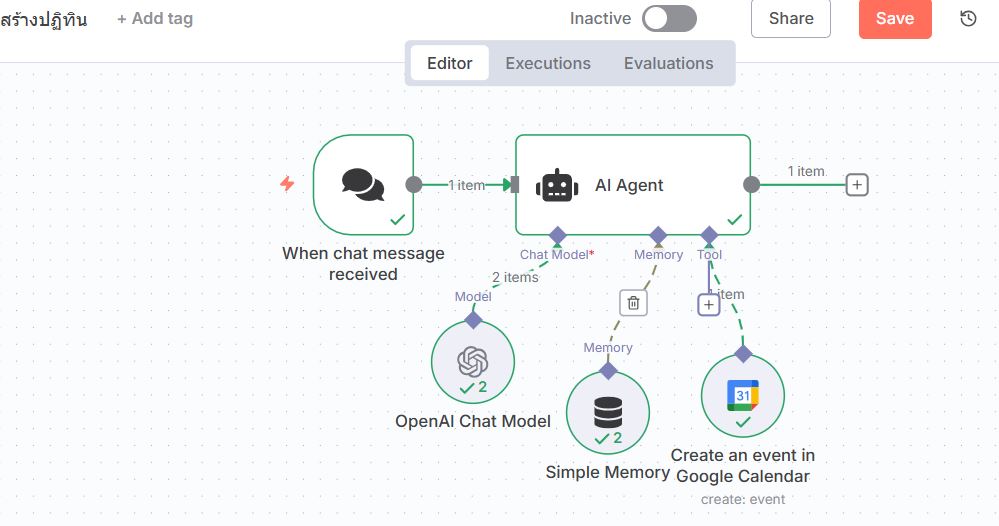 สร้างปฏิทิน
+ Add tag
Inactive
Share
Save
Editor
Executions
Evaluations
1 item
AI Agent
1 item
When chat message
received
Chat Model*
Memory
Tool
2 items
Model
item
+
Memory
31
2
OpenAI Chat Model
2
Simple Memory
Create an event in
Google Calendar
create: event